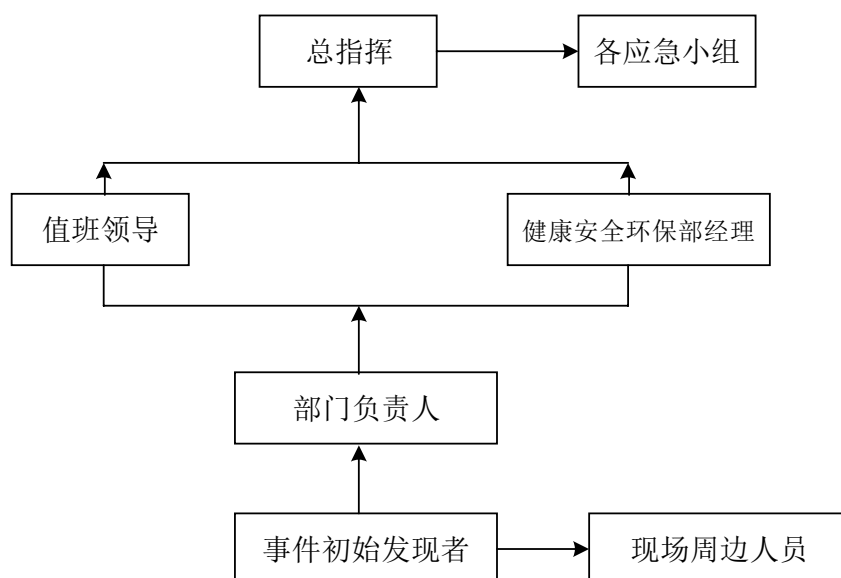 总指挥
各应急小组
值班领导
健康安全环保部经理
部门负责人
事件初始发现者
现场周边人员